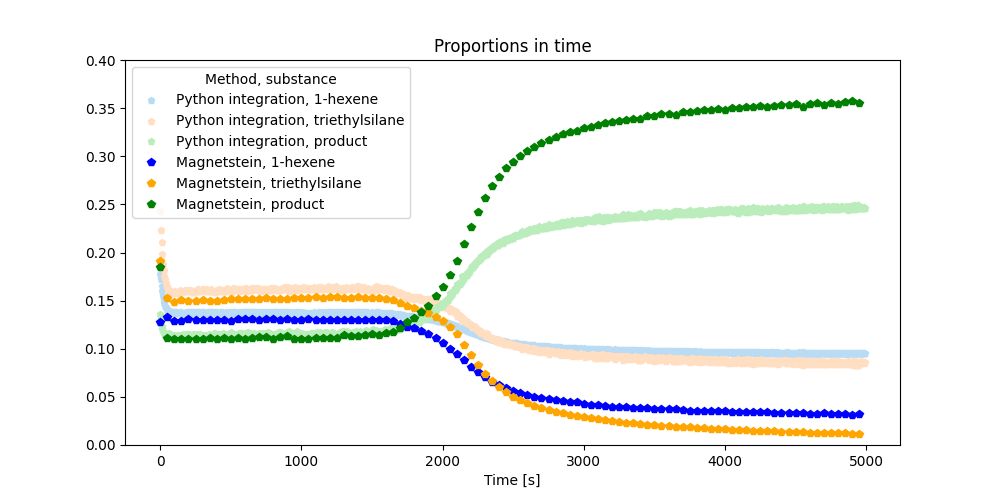 Proportions in time
0.40
0.35
0.30
0.25
0.20
0.15
0.10
0.05
0.00
Method, substance
Python integration, 1-hexene
Python integration, triethylsilane
Python integration, product
Magnetstein, 1-hexene
Magnetstein, triethylsilane
Magnetstein, product
0 1000 2000 3000 4000 5000
Time [s]